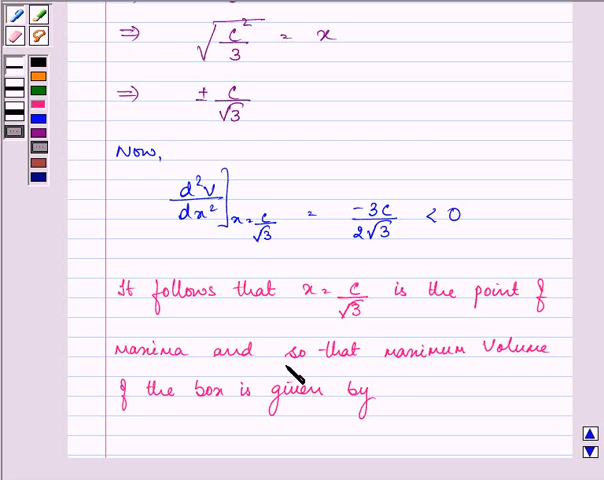 ⇒ √(c²/3) = x
⇒ ± c/√3
Now,
d²v/dx²]x=c/√3 = -3c/2√3 < 0
It follows that x = c/√3 is the point of
maxima and so that maximum volume
of the box is given by